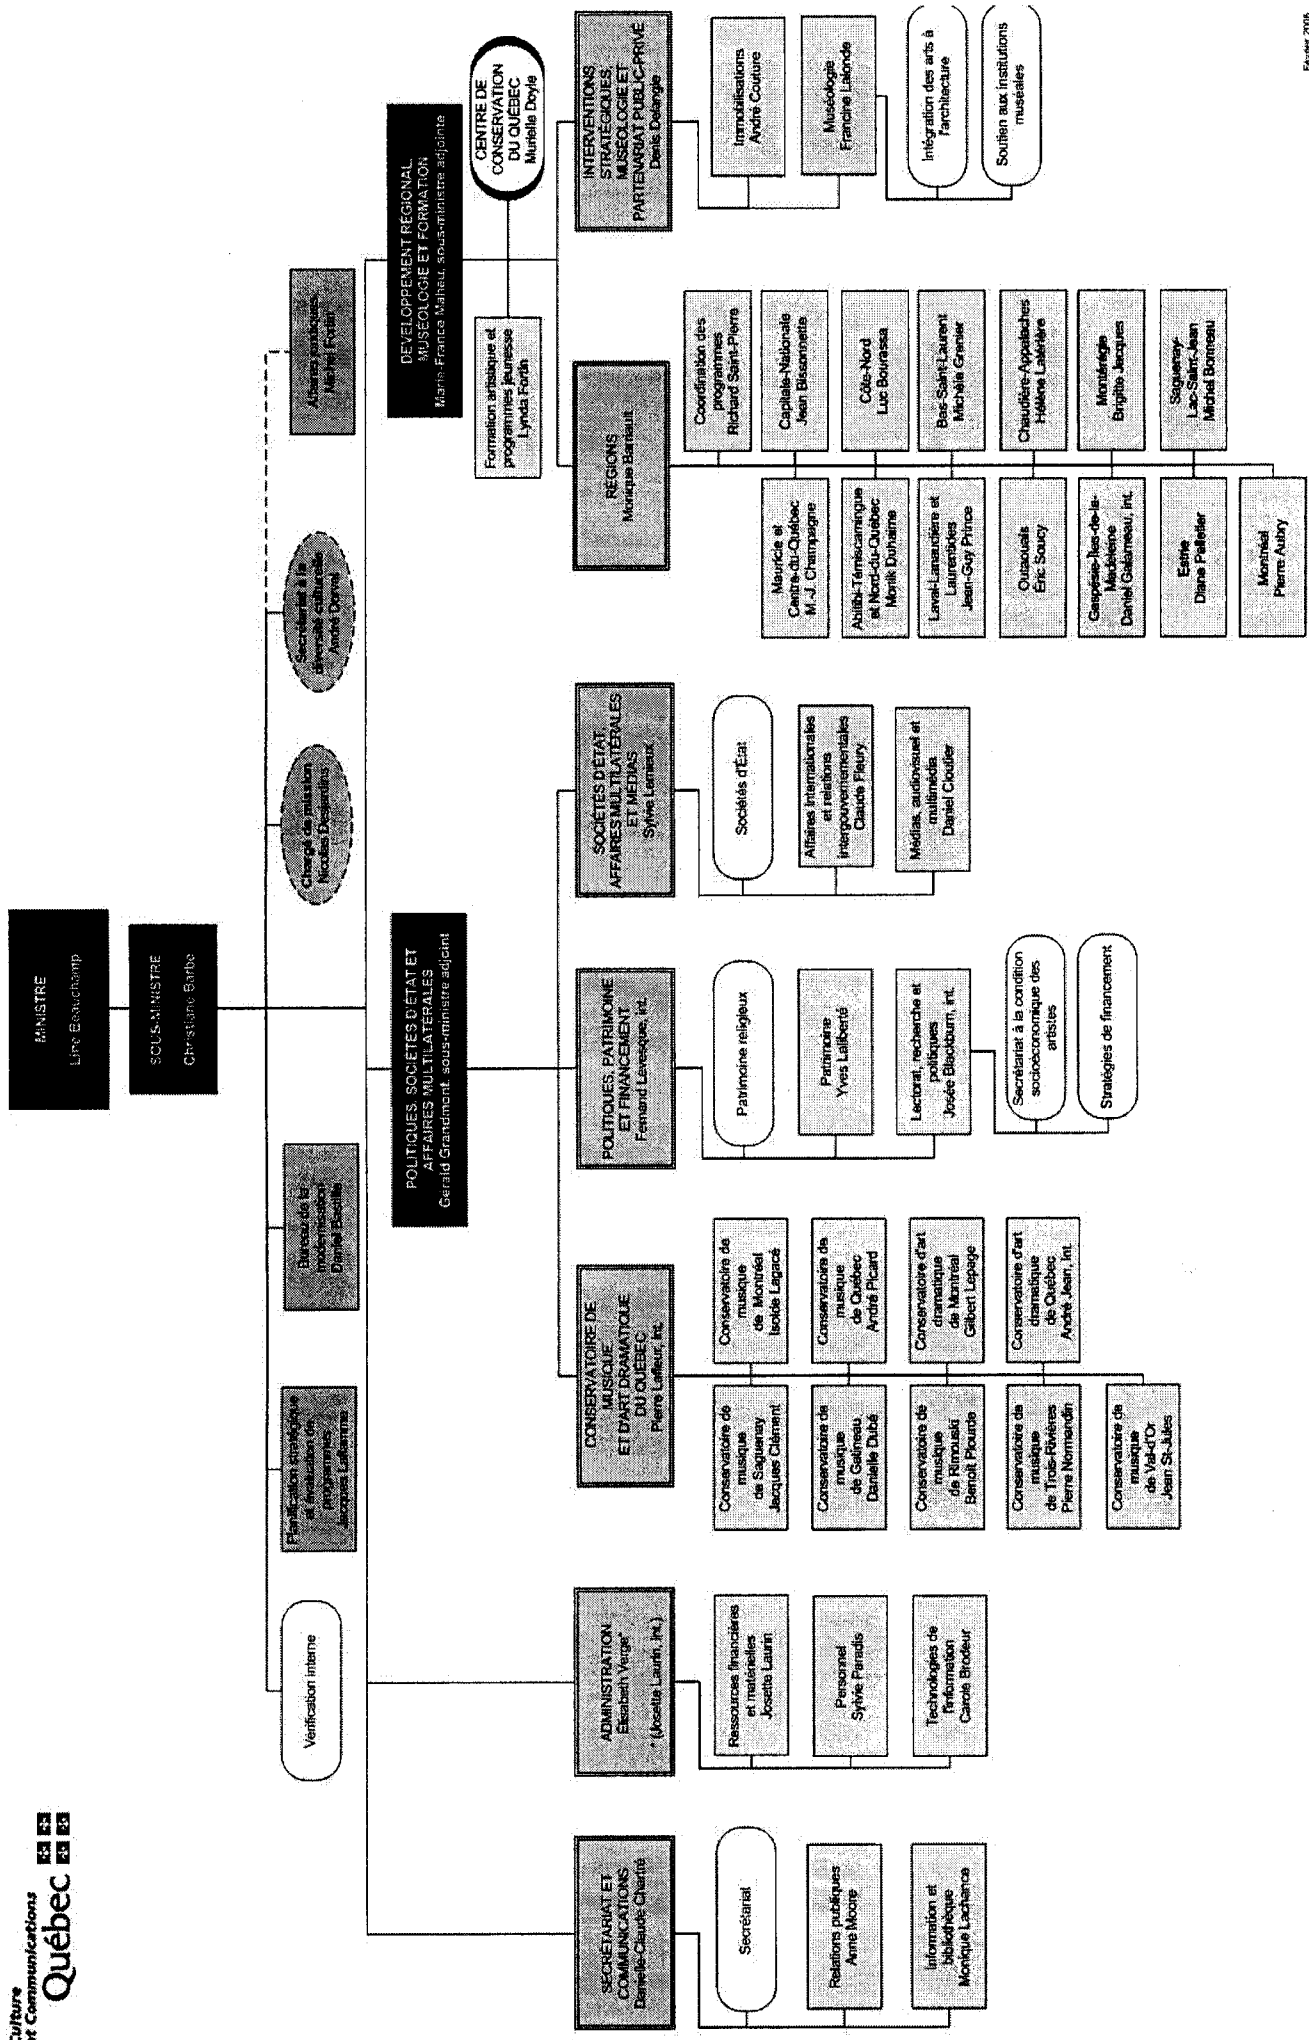 Culture
et Communications
Québec
MINISTRE
Line Beauchamp
SOUS-MINISTRE
Christiane Barbe
Vérification interne
Planification stratégique
et évaluation de
programmes
Jacques Laflamme
Bureau de la
modernisation
Daniel Bastille
Chargé de mission
Nicolas Desjardins
Secrétariat à la
diversité culturelle
André Dorval
Affaires juridiques
Michel Fortin
POLITIQUES, SOCIÉTÉS D'ÉTAT ET
AFFAIRES MULTILATÉRALES
Gérald Grandmont, sous-ministre adjoint
DÉVELOPPEMENT RÉGIONAL,
MUSÉOLOGIE ET FORMATION
Marie-France Maheu, sous-ministre adjointe
Formation artistique et
programmes jeunesse
Lynda Fortin
CENTRE DE
CONSERVATION
DU QUÉBEC
Murielle Doyle
SECRÉTARIAT ET
COMMUNICATIONS
Danielle-Claude Chartré
Secrétariat
Relations publiques
Anne Moore
Information et
bibliothèque
Monique Lachance
ADMINISTRATION
Élisabeth Verge*
* (Josette Laurin, int.)
Ressources financières
et matérielles
Josette Laurin
Personnel
Sylvie Paradis
Technologies de
l'information
Carole Brodeur
CONSERVATOIRE DE
MUSIQUE
ET D'ART DRAMATIQUE
DU QUÉBEC
Pierre Lafleur, int.
Conservatoire de
musique
de Saguenay
Jacques Clément
Conservatoire de
musique
de Montréal
Isolde Lagacé
Conservatoire de
musique
de Gatineau
Danielle Dubé
Conservatoire de
musique
de Québec
André Picard
Conservatoire de
musique
de Rimouski
Benoit Plourde
Conservatoire d'art
dramatique
de Montréal
Gilbert Lepage
Conservatoire de
musique
de Trois-Rivières
Pierre Normandin
Conservatoire d'art
dramatique
de Québec
André Jean, int.
Conservatoire de
musique
de Val-d'Or
Jean St-Jules
POLITIQUES, PATRIMOINE
ET FINANCEMENT
Fernand Levesque, int.
Patrimoine religieux
Patrimoine
Yves Laliberté
Lectorat, recherche et
politiques
Josée Blackburn, int.
Secrétariat à la condition
socioéconomique des
artistes
Stratégies de financement
SOCIÉTÉS D'ÉTAT,
AFFAIRES MULTILATÉRALES
ET MÉDIAS
Sylvie Lemieux
Sociétés d'État
Affaires internationales
et relations
intergouvernementales
Claude Fleury
Médias, audiovisuel et
multimédia
Daniel Cloutier
RÉGIONS
Monique Barriault
Coordination des
programmes
Richard Saint-Pierre
Mauricie et
Centre-du-Québec
M.-J. Champagne
Capitale-Nationale
Jean Bissonnette
Abitibi-Témiscamingue
et Nord-du-Québec
Monik Duhaime
Côte-Nord
Luc Bourassa
Laval-Lanaudière et
Laurentides
Jean-Guy Prince
Bas-Saint-Laurent
Michèle Grenier
Outaouais
Éric Soucy
Chaudière-Appalaches
Hélène Laterière
Gaspésie-Îles-de-la-
Madeleine
Daniel Galarneau, int.
Montérégie
Brigitte Jacques
Estrie
Diane Pelletier
Saguenay-
Lac-Saint-Jean
Michel Bonneau
Montréal
Pierre Aubry
INTERVENTIONS
STRATÉGIQUES,
MUSÉOLOGIE ET
PARTENARIAT PUBLIC-PRIVÉ
Denis Delangie
Immobilisations
André Couture
Muséologie
Francine Lalonde
Intégration des arts à
l'architecture
Soutien aux institutions
muséales
Février 2006